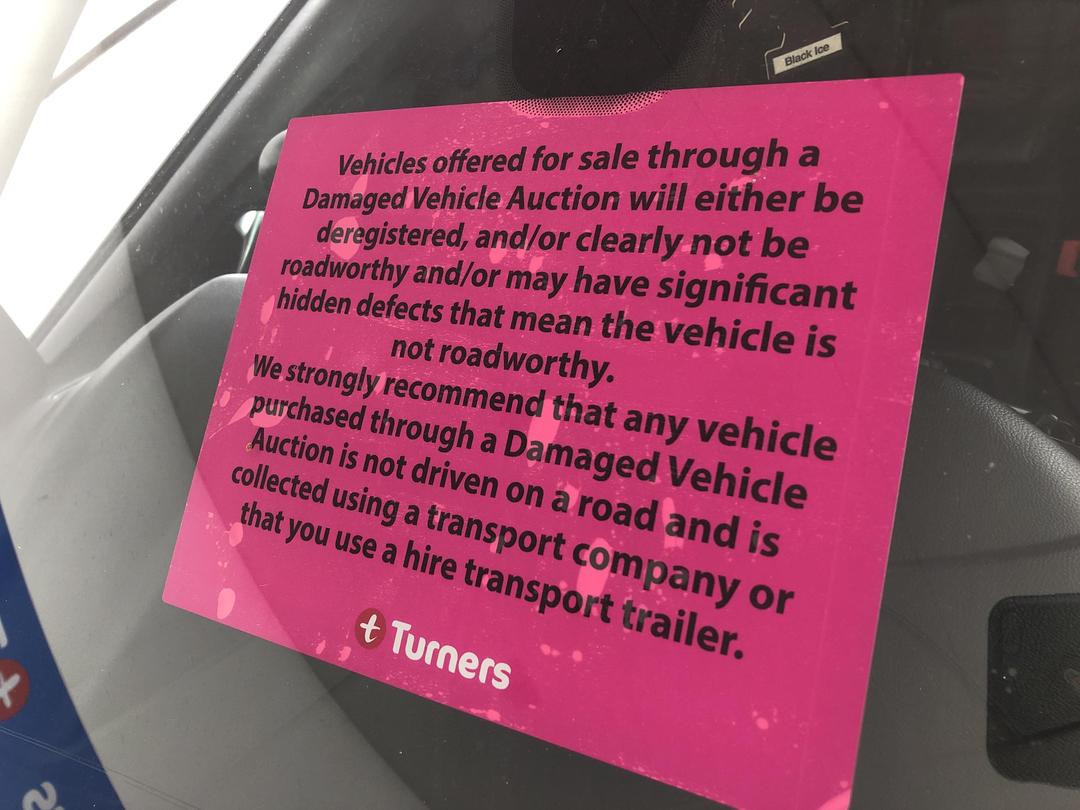 Black Ice
Vehicles offered for sale through a
Damaged Vehicle Auction will either be
deregistered, and/or clearly not be
roadworthy and/or may have significant
hidden defects that mean the vehicle is
not roadworthy.
We strongly recommend that any vehicle
purchased through a Damaged Vehicle
Auction is not driven on a road and is
collected using a transport company or
that you use a hire transport trailer.
t Turners